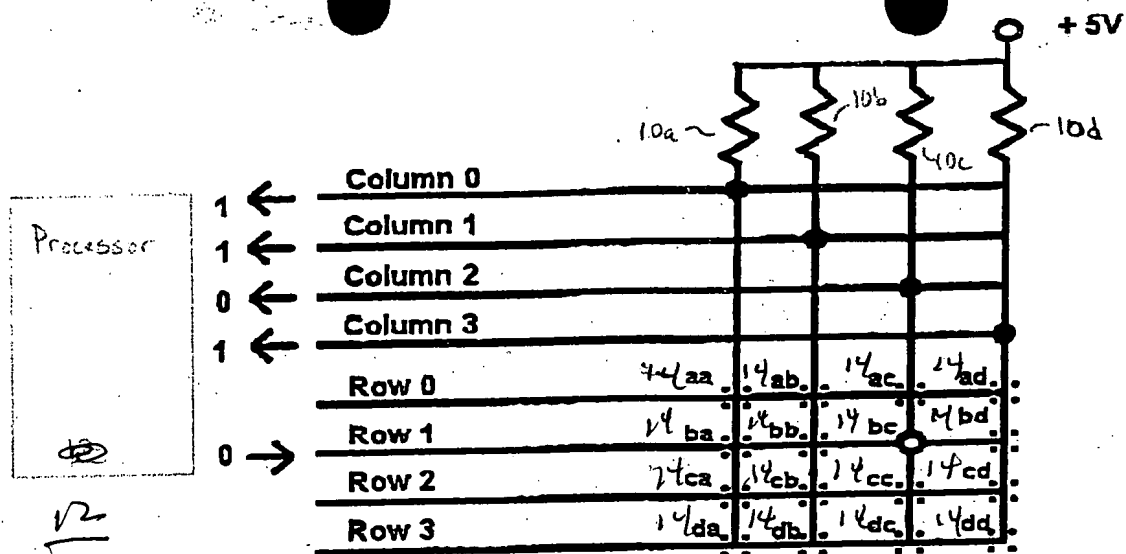 + 5V
10a 10b 10c 10d
Column 0
1
Processor
Column 1
1
Column 2
0
Column 3
1
Row 0 14aa 14ab 14ac 14ad
Row 1 14ba 14bb 14bc 14bd
0
Row 2 14ca 14cb 14cc 14cd
12
Row 3 14da 14db 14dc 14dd